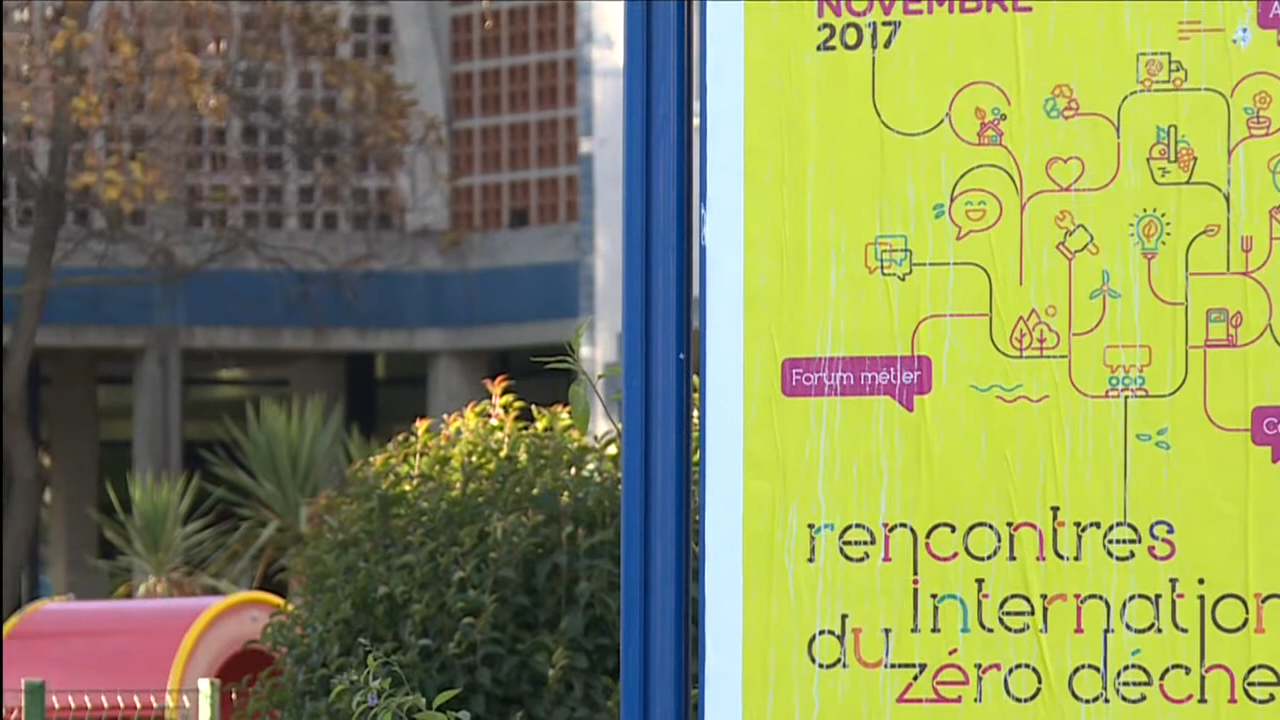 NOVEMBRE
2017
Forum métier
rencontres
internation
du
zéro déche